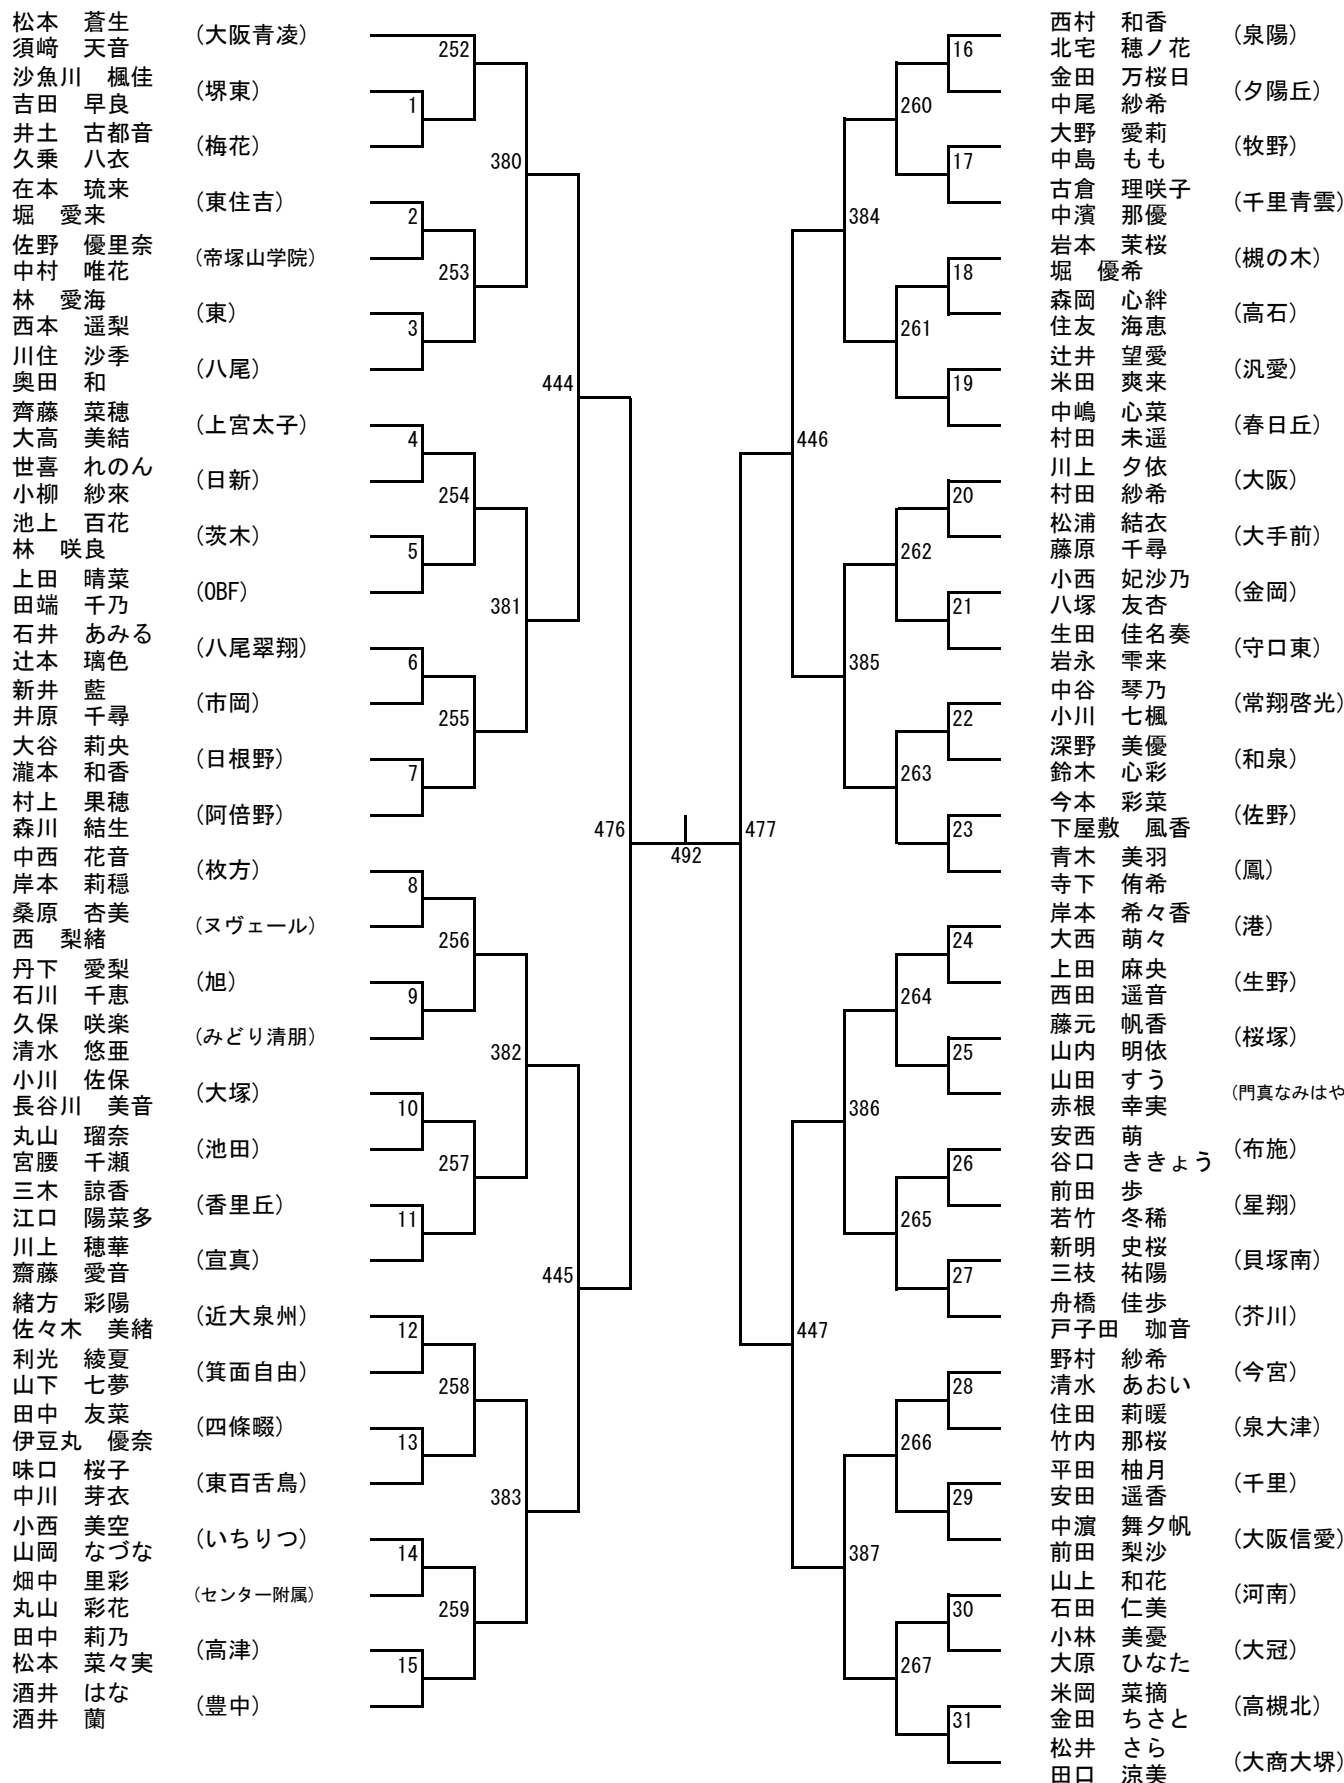 松本　蒼生
須﨑　天音
(大阪青凌)
沙魚川　楓佳
吉田　早良
(堺東)
井土　古都音
久乗　八衣
(梅花)
在本　琉来
堀　愛来
(東住吉)
佐野　優里奈
中村　唯花
(帝塚山学院)
林　愛海
西本　遥梨
(東)
川住　沙季
奥田　和
(八尾)
齊藤　菜穂
大高　美結
(上宮太子)
世喜　れのん
小柳　紗來
(日新)
池上　百花
林　咲良
(茨木)
上田　晴菜
田端　千乃
(OBF)
石井　あみる
辻本　璃色
(八尾翠翔)
新井　藍
井原　千尋
(市岡)
大谷　莉央
瀧本　和香
(日根野)
村上　果穂
森川　結生
(阿倍野)
中西　花音
岸本　莉穏
(枚方)
桑原　杏美
西　梨緒
(ヌヴェール)
丹下　愛梨
石川　千恵
(旭)
久保　咲楽
清水　悠亜
(みどり清朋)
小川　佐保
長谷川　美音
(大塚)
丸山　瑠奈
宮腰　千瀬
(池田)
三木　諒香
江口　陽菜多
(香里丘)
川上　穂華
齋藤　愛音
(宣真)
緒方　彩陽
佐々木　美緒
(近大泉州)
利光　綾夏
山下　七夢
(箕面自由)
田中　友菜
伊豆丸　優奈
(四條畷)
味口　桜子
中川　芽衣
(東百舌鳥)
小西　美空
山岡　なづな
(いちりつ)
畑中　里彩
丸山　彩花
(センター附属)
田中　莉乃
松本　菜々実
(高津)
酒井　はな
酒井　蘭
(豊中)
252
1
380
2
253
3
444
4
254
5
381
6
255
7
476
8
256
9
382
10
257
11
445
12
258
13
383
14
259
15
492
477
16
260
17
384
18
261
19
446
20
262
21
385
22
263
23
24
264
25
386
26
265
27
447
28
266
29
387
30
267
31
西村　和香
北宅　穂ノ花
(泉陽)
金田　万桜日
中尾　紗希
(夕陽丘)
大野　愛莉
中島　もも
(牧野)
古倉　理咲子
中濱　那優
(千里青雲)
岩本　茉桜
堀　優希
(槻の木)
森岡　心絆
住友　海恵
(高石)
辻井　望愛
米田　爽来
(汎愛)
中嶋　心菜
村田　未遥
(春日丘)
川上　夕依
村田　紗希
(大阪)
松浦　結衣
藤原　千尋
(大手前)
小西　妃沙乃
八塚　友杏
(金岡)
生田　佳名奏
岩永　雫来
(守口東)
中谷　琴乃
小川　七楓
(常翔啓光)
深野　美優
鈴木　心彩
(和泉)
今本　彩菜
下屋敷　風香
(佐野)
青木　美羽
寺下　侑希
(鳳)
岸本　希々香
大西　萌々
(港)
上田　麻央
西田　遥音
(生野)
藤元　帆香
山内　明依
(桜塚)
山田　すう
赤根　幸実
(門真なみはや
安西　萌
谷口　ききょう
(布施)
前田　歩
若竹　冬稀
(星翔)
新明　史桜
三枝　祐陽
(貝塚南)
舟橋　佳歩
戸子田　珈音
(芥川)
野村　紗希
清水　あおい
(今宮)
住田　莉暖
竹内　那桜
(泉大津)
平田　柚月
安田　遥香
(千里)
中濵　舞夕帆
前田　梨沙
(大阪信愛)
山上　和花
石田　仁美
(河南)
小林　美憂
大原　ひなた
(大冠)
米岡　菜摘
金田　ちさと
(高槻北)
松井　さら
田口　涼美
(大商大堺)